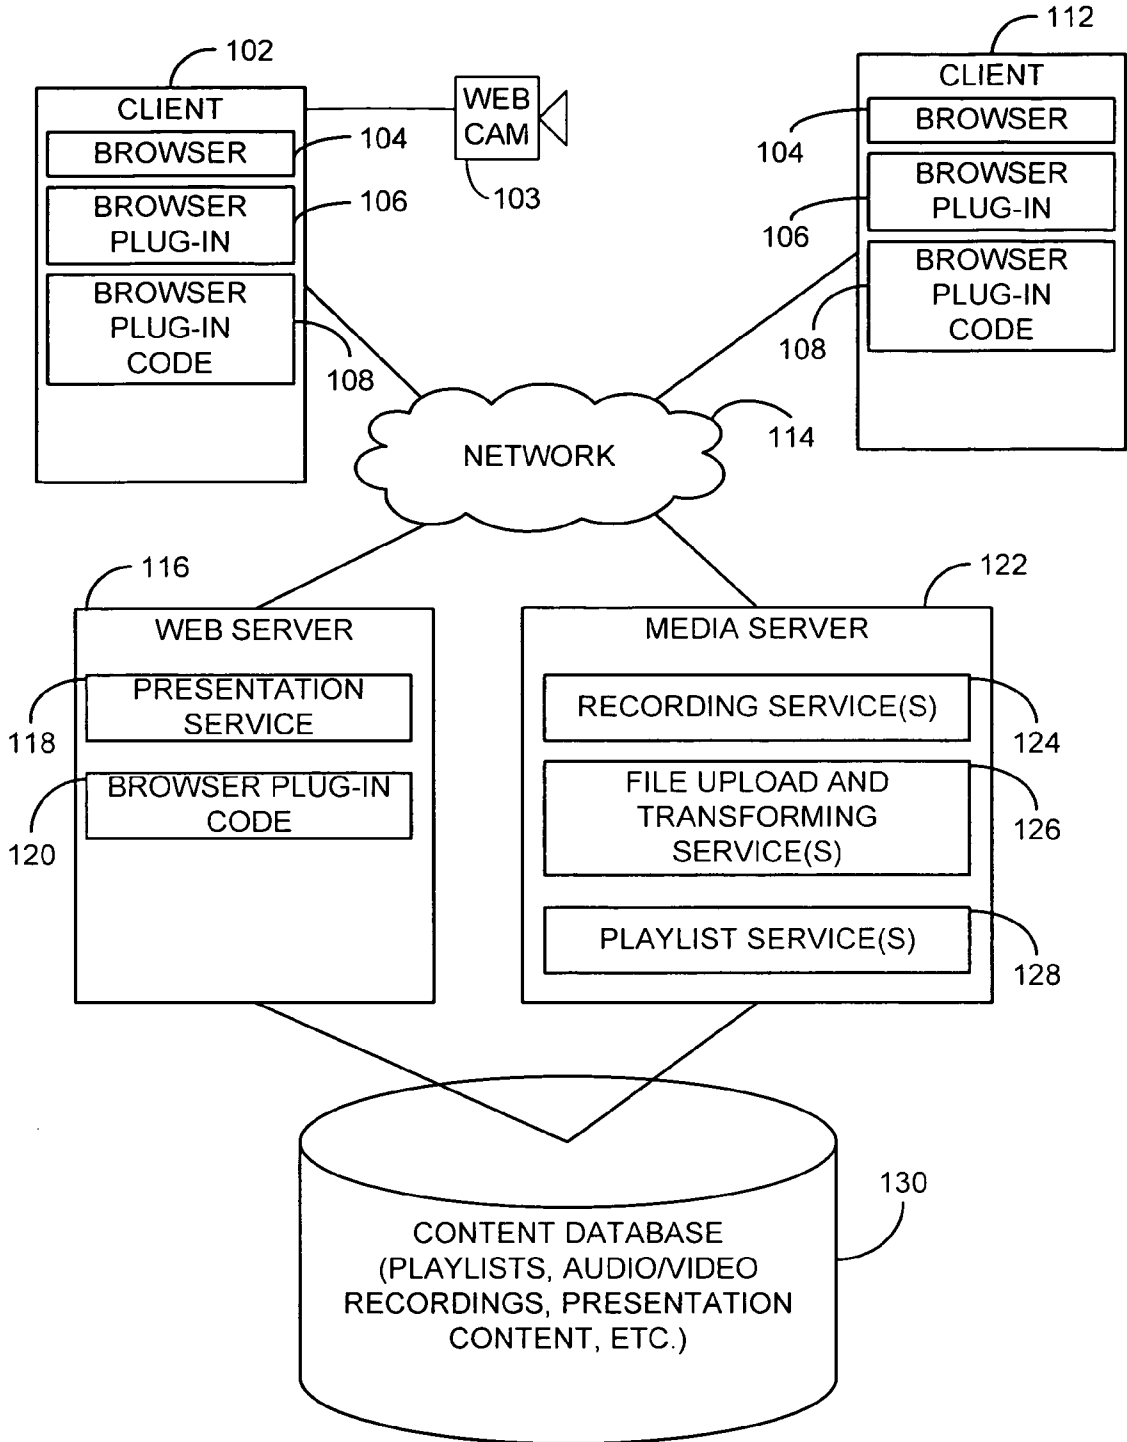 102
112
CLIENT
WEB
CAM
CLIENT
BROWSER
104
103
BROWSER
104
BROWSER
PLUG-IN
106
BROWSER
PLUG-IN
106
BROWSER
PLUG-IN
CODE
108
BROWSER
PLUG-IN
CODE
108
NETWORK
114
116
122
WEB SERVER
MEDIA SERVER
PRESENTATION
SERVICE
118
RECORDING SERVICE(S)
124
BROWSER PLUG-IN
CODE
120
FILE UPLOAD AND
TRANSFORMING
SERVICE(S)
126
PLAYLIST SERVICE(S)
128
130
CONTENT DATABASE
(PLAYLISTS, AUDIO/VIDEO
RECORDINGS, PRESENTATION
CONTENT, ETC.)